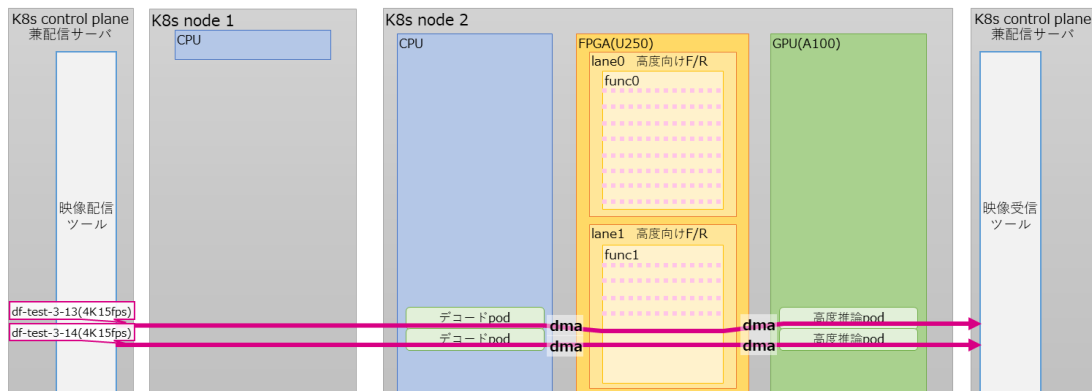 K8s control plane
兼配信サーバ
映像配信
ツール
df-test-3-13(4K15fps)
df-test-3-14(4K15fps)
K8s node 1
CPU
K8s node 2
CPU
デコードpod
デコードpod
dma
dma
FPGA(U250)
lane0 高度向けF/R
func0
lane1 高度向けF/R
func1
dma
dma
GPU(A100)
高度推論pod
高度推論pod
K8s control plane
兼配信サーバ
映像受信
ツール